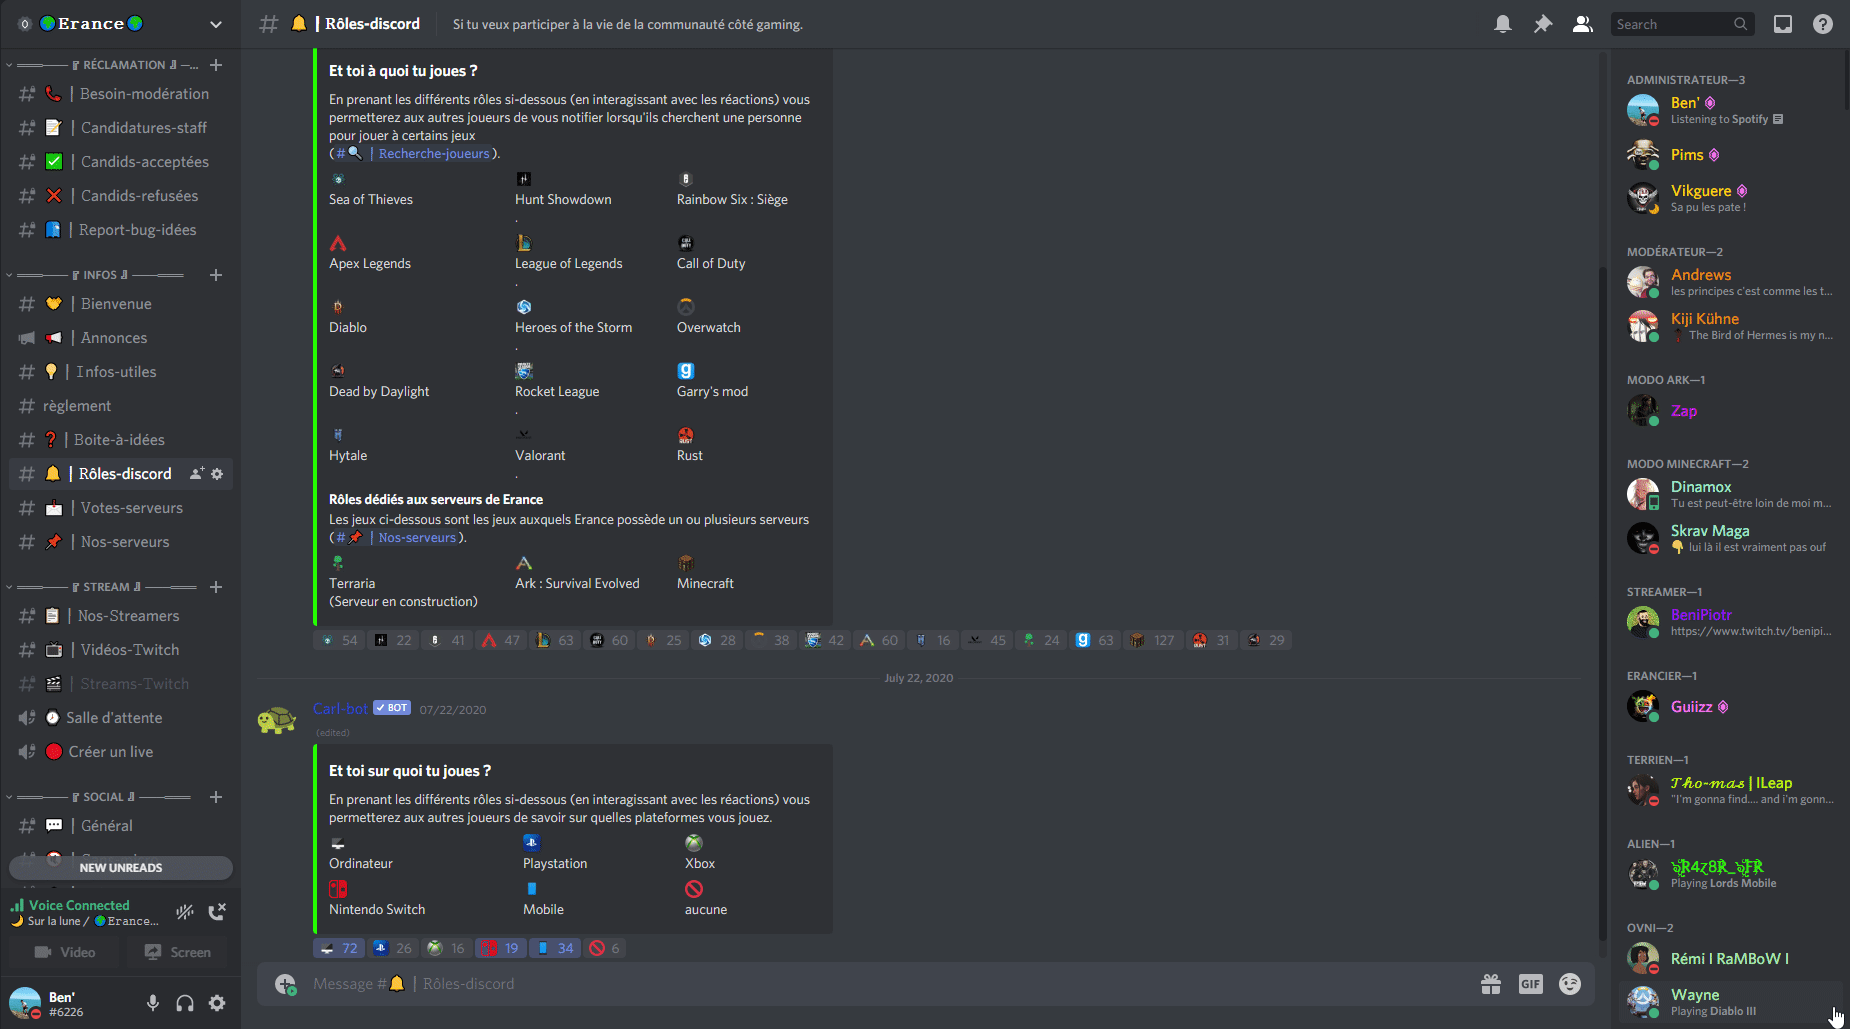 Erance
『 RÉCLAMATION 』—...
| Besoin-modération
| Candidatures-staff
| Candids-acceptées
| Candids-refusées
| Report-bug-idées
『 INFOS 』
| Bienvenue
| Annonces
| Infos-utiles
règlement
| Boite-à-idées
| Rôles-discord
| Votes-serveurs
| Nos-serveurs
『 STREAM 』
| Nos-Streamers
| Vidéos-Twitch
| Streams-Twitch
Salle d'attente
Créer un live
『 SOCIAL 』
| Général
NEW UNREADS
Voice Connected
Sur la lune / Erance...
Video
Screen
Ben'
#6226
# | Rôles-discord
Si tu veux participer à la vie de la communauté côté gaming.
Search
Et toi à quoi tu joues ?
En prenant les différents rôles si-dessous (en interagissant avec les réactions) vous
permetterez aux autres joueurs de vous notifier lorsqu'ils cherchent une personne
pour jouer à certains jeux
(# | Recherche-joueurs).
Sea of Thieves
Hunt Showdown
Rainbow Six : Siège
.
Apex Legends
League of Legends
Call of Duty
.
Diablo
Heroes of the Storm
Overwatch
.
Dead by Daylight
Rocket League
Garry's mod
.
Hytale
Valorant
Rust
.
Rôles dédiés aux serveurs de Erance
Les jeux ci-dessous sont les jeux auxquels Erance possède un ou plusieurs serveurs
(# | Nos-serveurs).
Terraria
Ark : Survival Evolved
Minecraft
(Serveur en construction)
54 22 41 47 63 60 25 28 38 42 60 16 45 24 63 127 31 29
July 22, 2020
Carl-bot BOT 07/22/2020
(edited)
Et toi sur quoi tu joues ?
En prenant les différents rôles si-dessous (en interagissant avec les réactions) vous
permetterez aux autres joueurs de savoir sur quelles plateformes vous jouez.
Ordinateur
Playstation
Xbox
Nintendo Switch
Mobile
aucune
72 26 16 19 34 6
Message # | Rôles-discord
GIF
ADMINISTRATEUR—3
Ben'
Listening to Spotify
Pims
Vikguere
Sa pu les pate !
MODÉRATEUR—2
Andrews
les principes c'est comme les t...
Kiji Kühne
The Bird of Hermes is my n...
MODO ARK—1
Zap
MODO MINECRAFT—2
Dinamox
Tu est peut-être loin de moi m...
Skrav Maga
lui là il est vraiment pas ouf
STREAMER—1
BeniPiotr
https://www.twitch.tv/benipi...
ERANCIER—1
Guiizz
TERRIEN—1
𝓣𝓱𝓸-𝓶𝓪𝓼 | lLeap
"I'm gonna find.... and i'm gonn...
ALIEN—1
Playing Lords Mobile
OVNI—2
Rémi I RaMBoW I
Wayne
Playing Diablo III